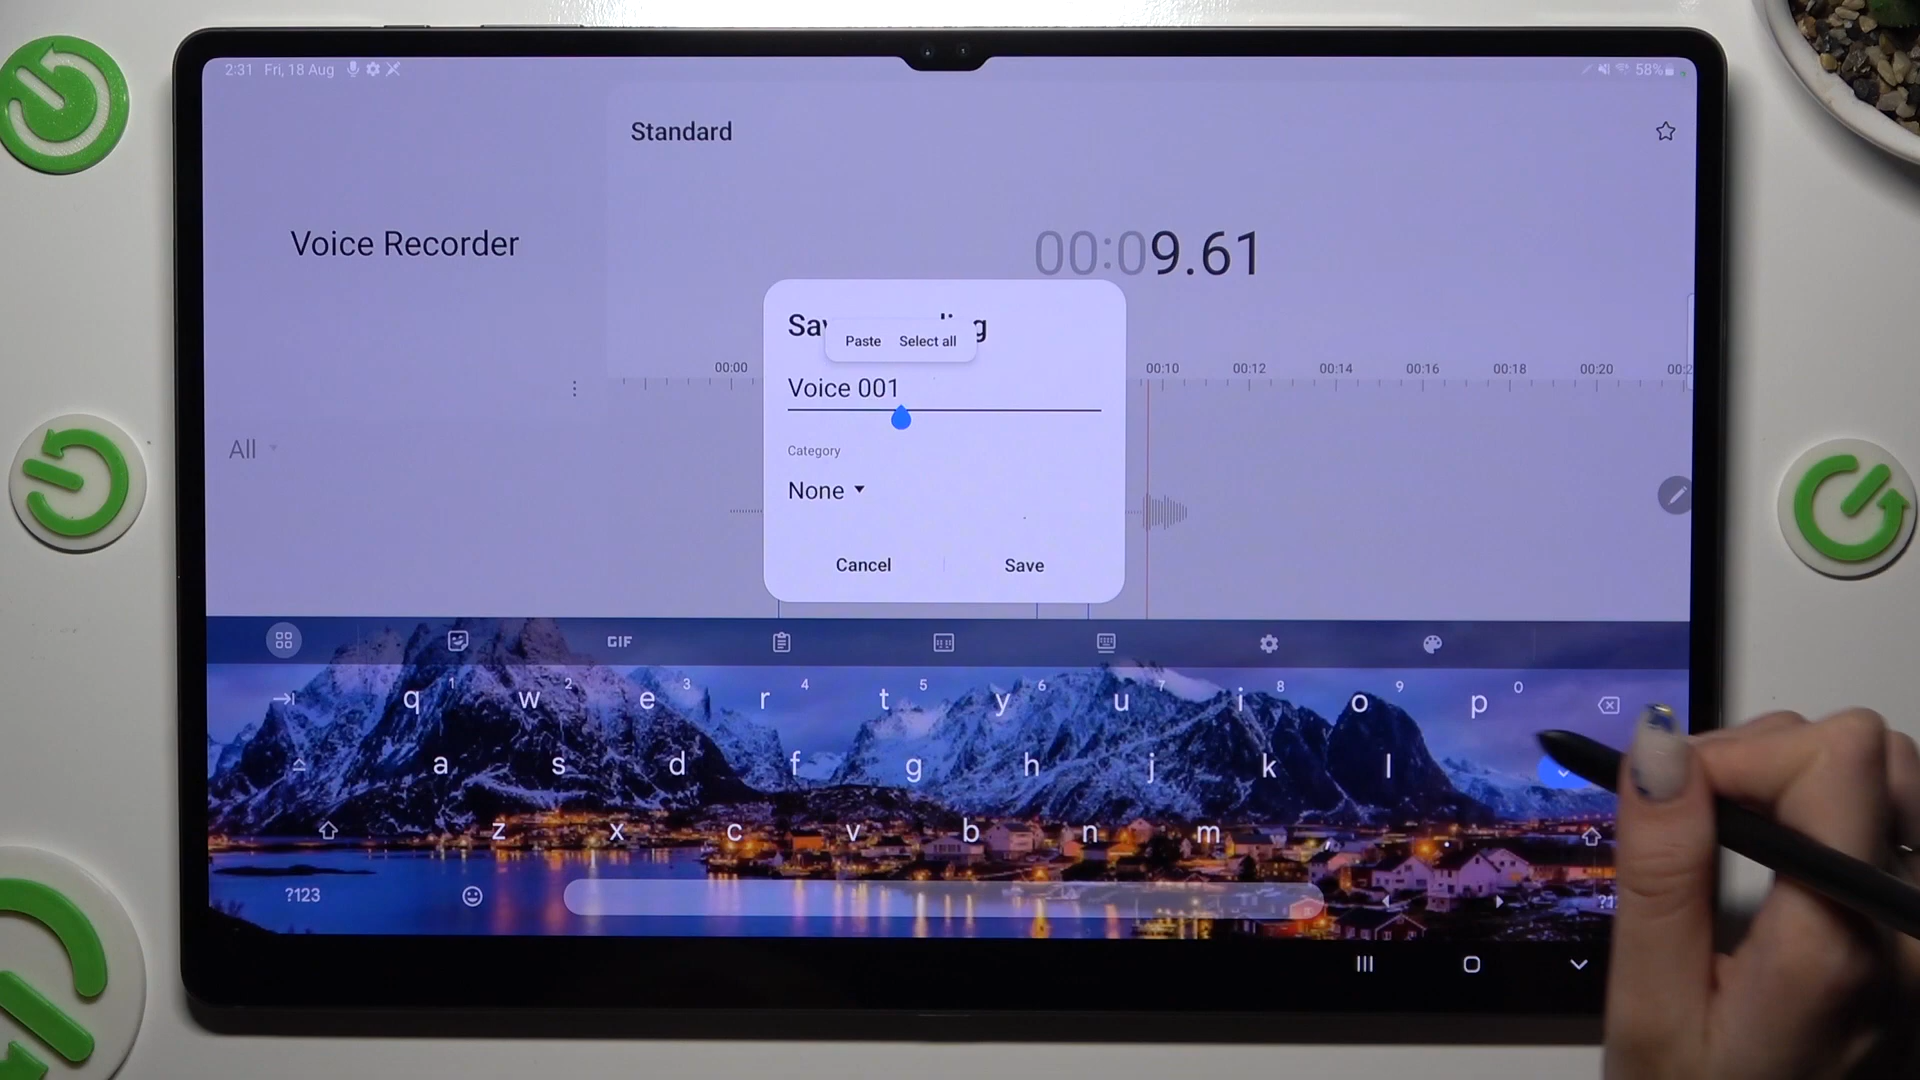 2:31 Fri, 18 Aug
58%
Standard
Voice Recorder
00:09.61
Paste Select all
00:00
00:10 00:12 00:14 00:16 00:18 00:20
Voice 001
All
Category
None
Cancel Save
GIF
q 1 w 2 e 3 r 4 t 5 y 6 u 7 i 8 o 9 p 0
a s d f g h j k l
z x c v b n m , .
?123